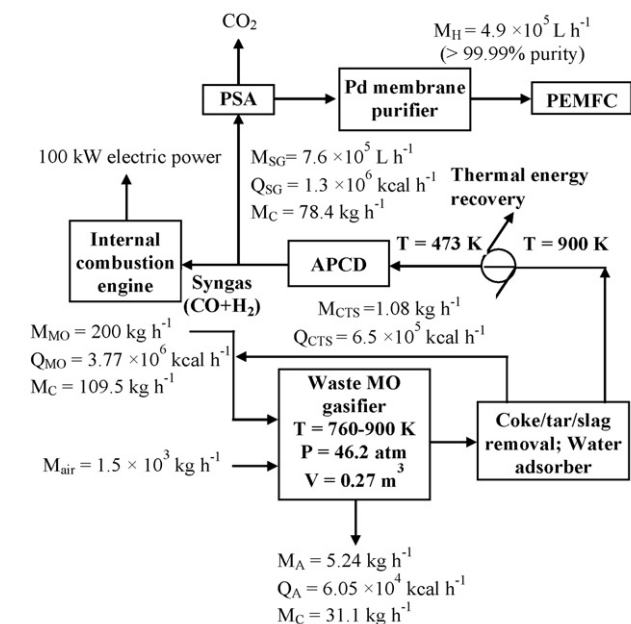 CO₂
M_H = 4.9 ×10⁵ L h⁻¹
(> 99.99% purity)
PSA
Pd membrane
purifier
PEMFC
100 kW electric power
M_SG= 7.6 ×10⁵ L h⁻¹
Q_SG = 1.3 ×10⁶ kcal h⁻¹
M_C = 78.4 kg h⁻¹
Thermal energy
recovery
Internal
combustion
engine
Syngas
(CO+H₂)
APCD
T = 473 K
T = 900 K
M_CTS=1.08 kg h⁻¹
Q_CTS = 6.5 ×10⁵ kcal h⁻¹
M_MO = 200 kg h⁻¹
Q_MO = 3.77 ×10⁶ kcal h⁻¹
M_C = 109.5 kg h⁻¹
M_air = 1.5 × 10³ kg h⁻¹
Waste MO
gasifier
T = 760-900 K
P = 46.2 atm
V = 0.27 m³
Coke/tar/slag
removal; Water
adsorber
M_A = 5.24 kg h⁻¹
Q_A = 6.05 ×10⁴ kcal h⁻¹
M_C = 31.1 kg h⁻¹